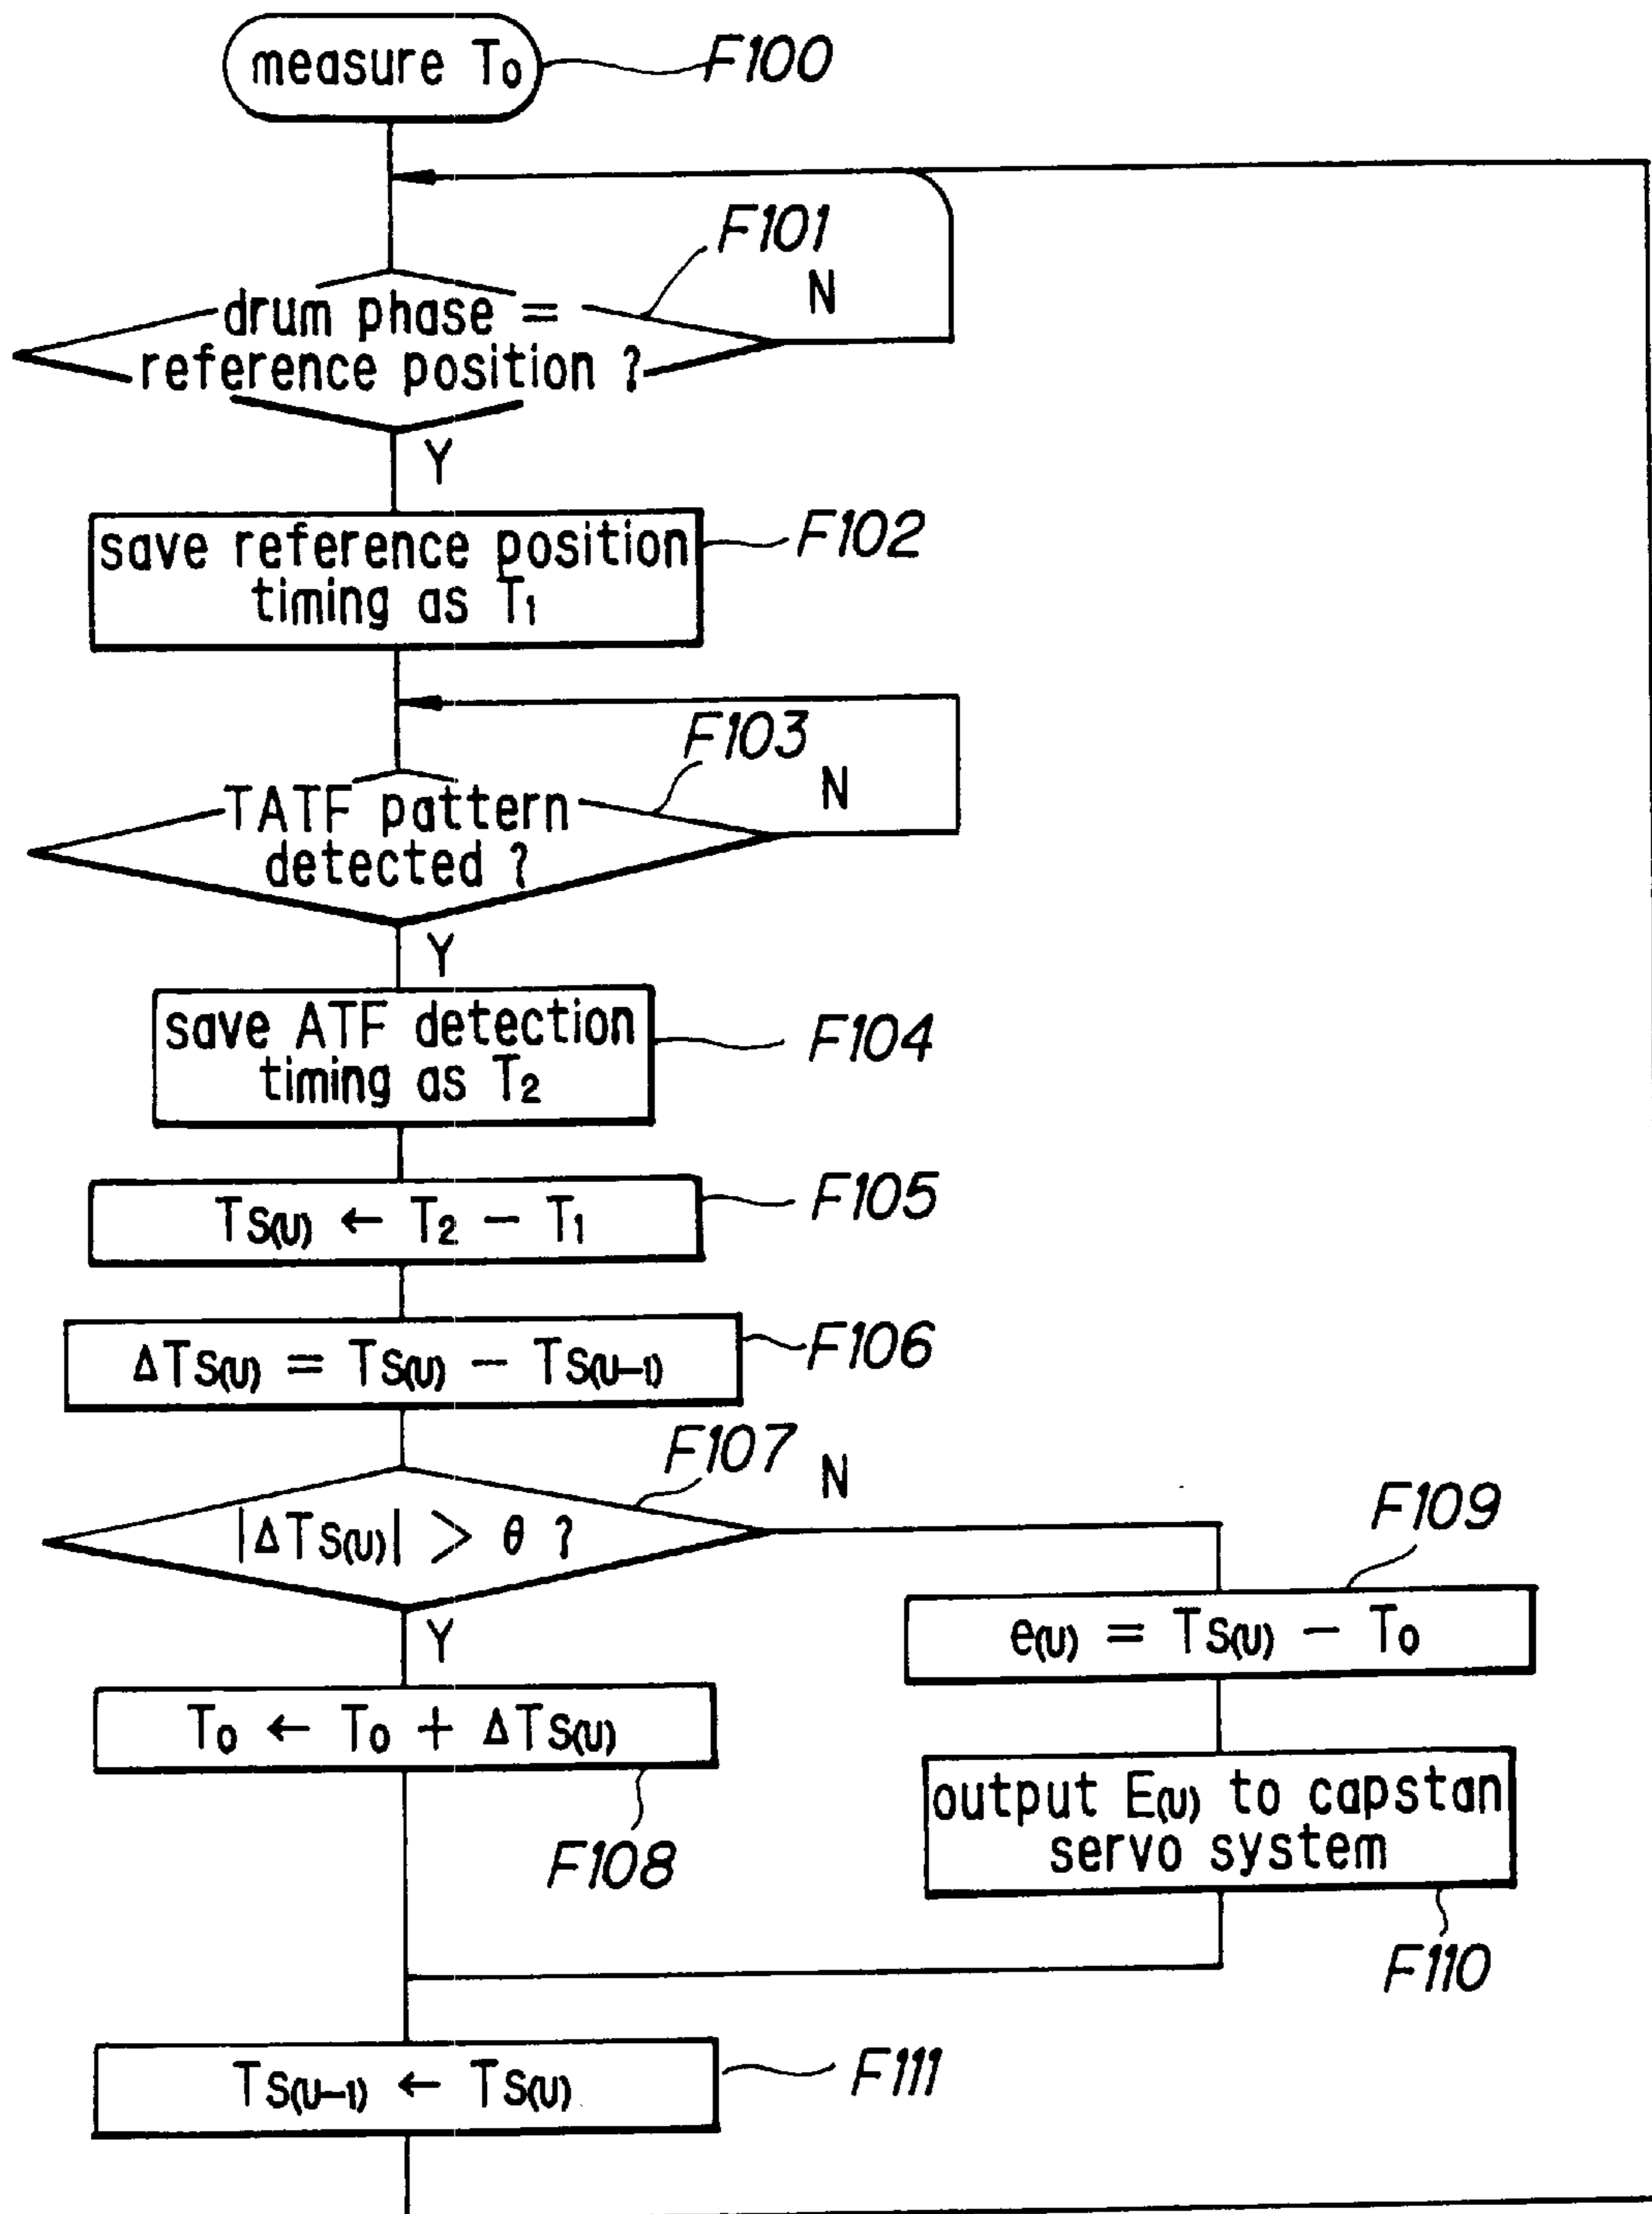 measure T₀
F100
F101
N
drum phase =
reference position ?
Y
save reference position
timing as T₁
F102
F103
N
TATF pattern
detected ?
Y
save ATF detection
timing as T₂
F104
Ts(υ) ← T₂ − T₁
F105
ΔTs(υ) = Ts(υ) − Ts(υ−1)
F106
F107
N
|ΔTs(υ)| > θ ?
Y
F109
e(υ) = Ts(υ) − T₀
T₀ ← T₀ + ΔTs(υ)
F108
output E(υ) to capstan
servo system
F110
Ts(υ−1) ← Ts(υ)
F111